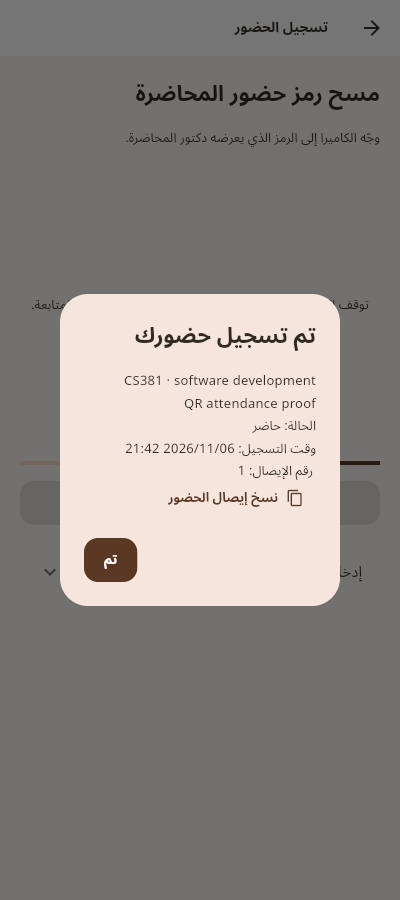 تسجيل الحضور
مسح رمز حضور المحاضرة
وجّه الكاميرا إلى الرمز الذي يعرضه دكتور المحاضرة.
توقف
متابعة.
تم تسجيل حضورك
CS381 · software development
QR attendance proof
الحالة: حاضر
وقت التسجيل: 2026/11/06 21:42
رقم الإيصال: 1
نسخ إيصال الحضور
تم